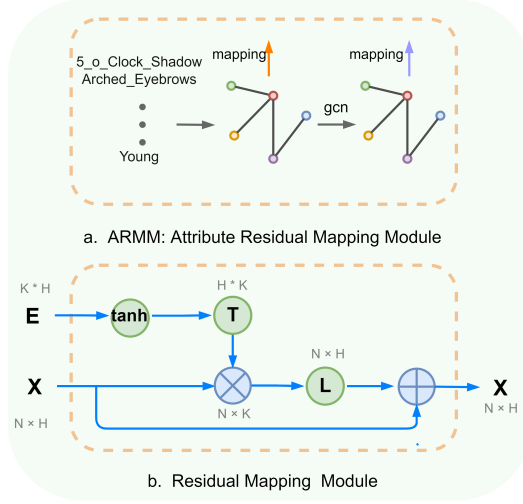 mapping
mapping
5_o_Clock_Shadow
Arched_Eyebrows
gcn
Young
a. ARMM: Attribute Residual Mapping Module
K * H
H * K
E
tanh
T
N × H
X
L
X
N × K
N × H
N × H
b. Residual Mapping Module